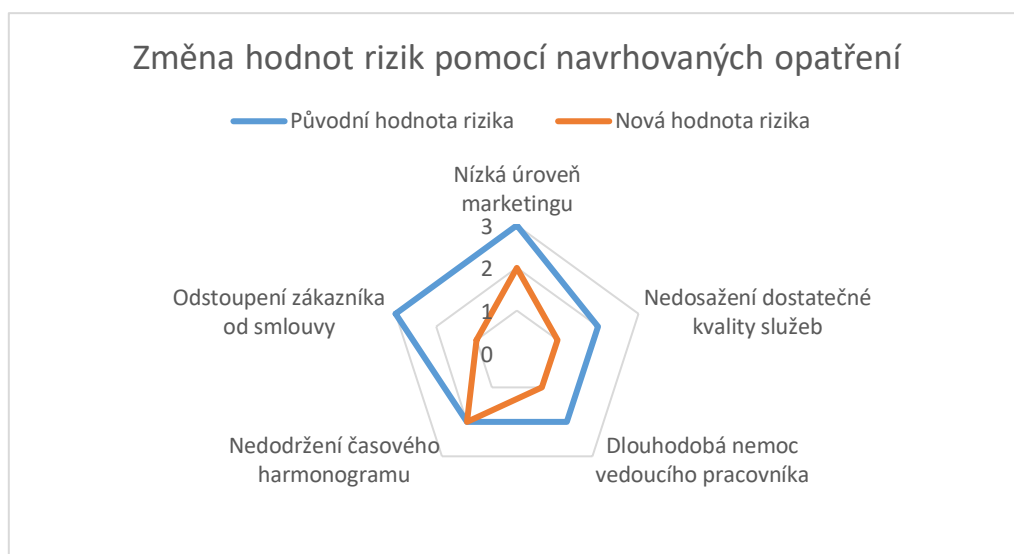 Změna hodnot rizik pomocí navrhovaných opatření
Původní hodnota rizika
Nová hodnota rizika
Nízká úroveň
marketingu
3
2
1
0
Nedosažení dostatečné
kvality služeb
Dlouhodobá nemoc
vedoucího pracovníka
Nedodržení časového
harmonogramu
Odstoupení zákazníka
od smlouvy